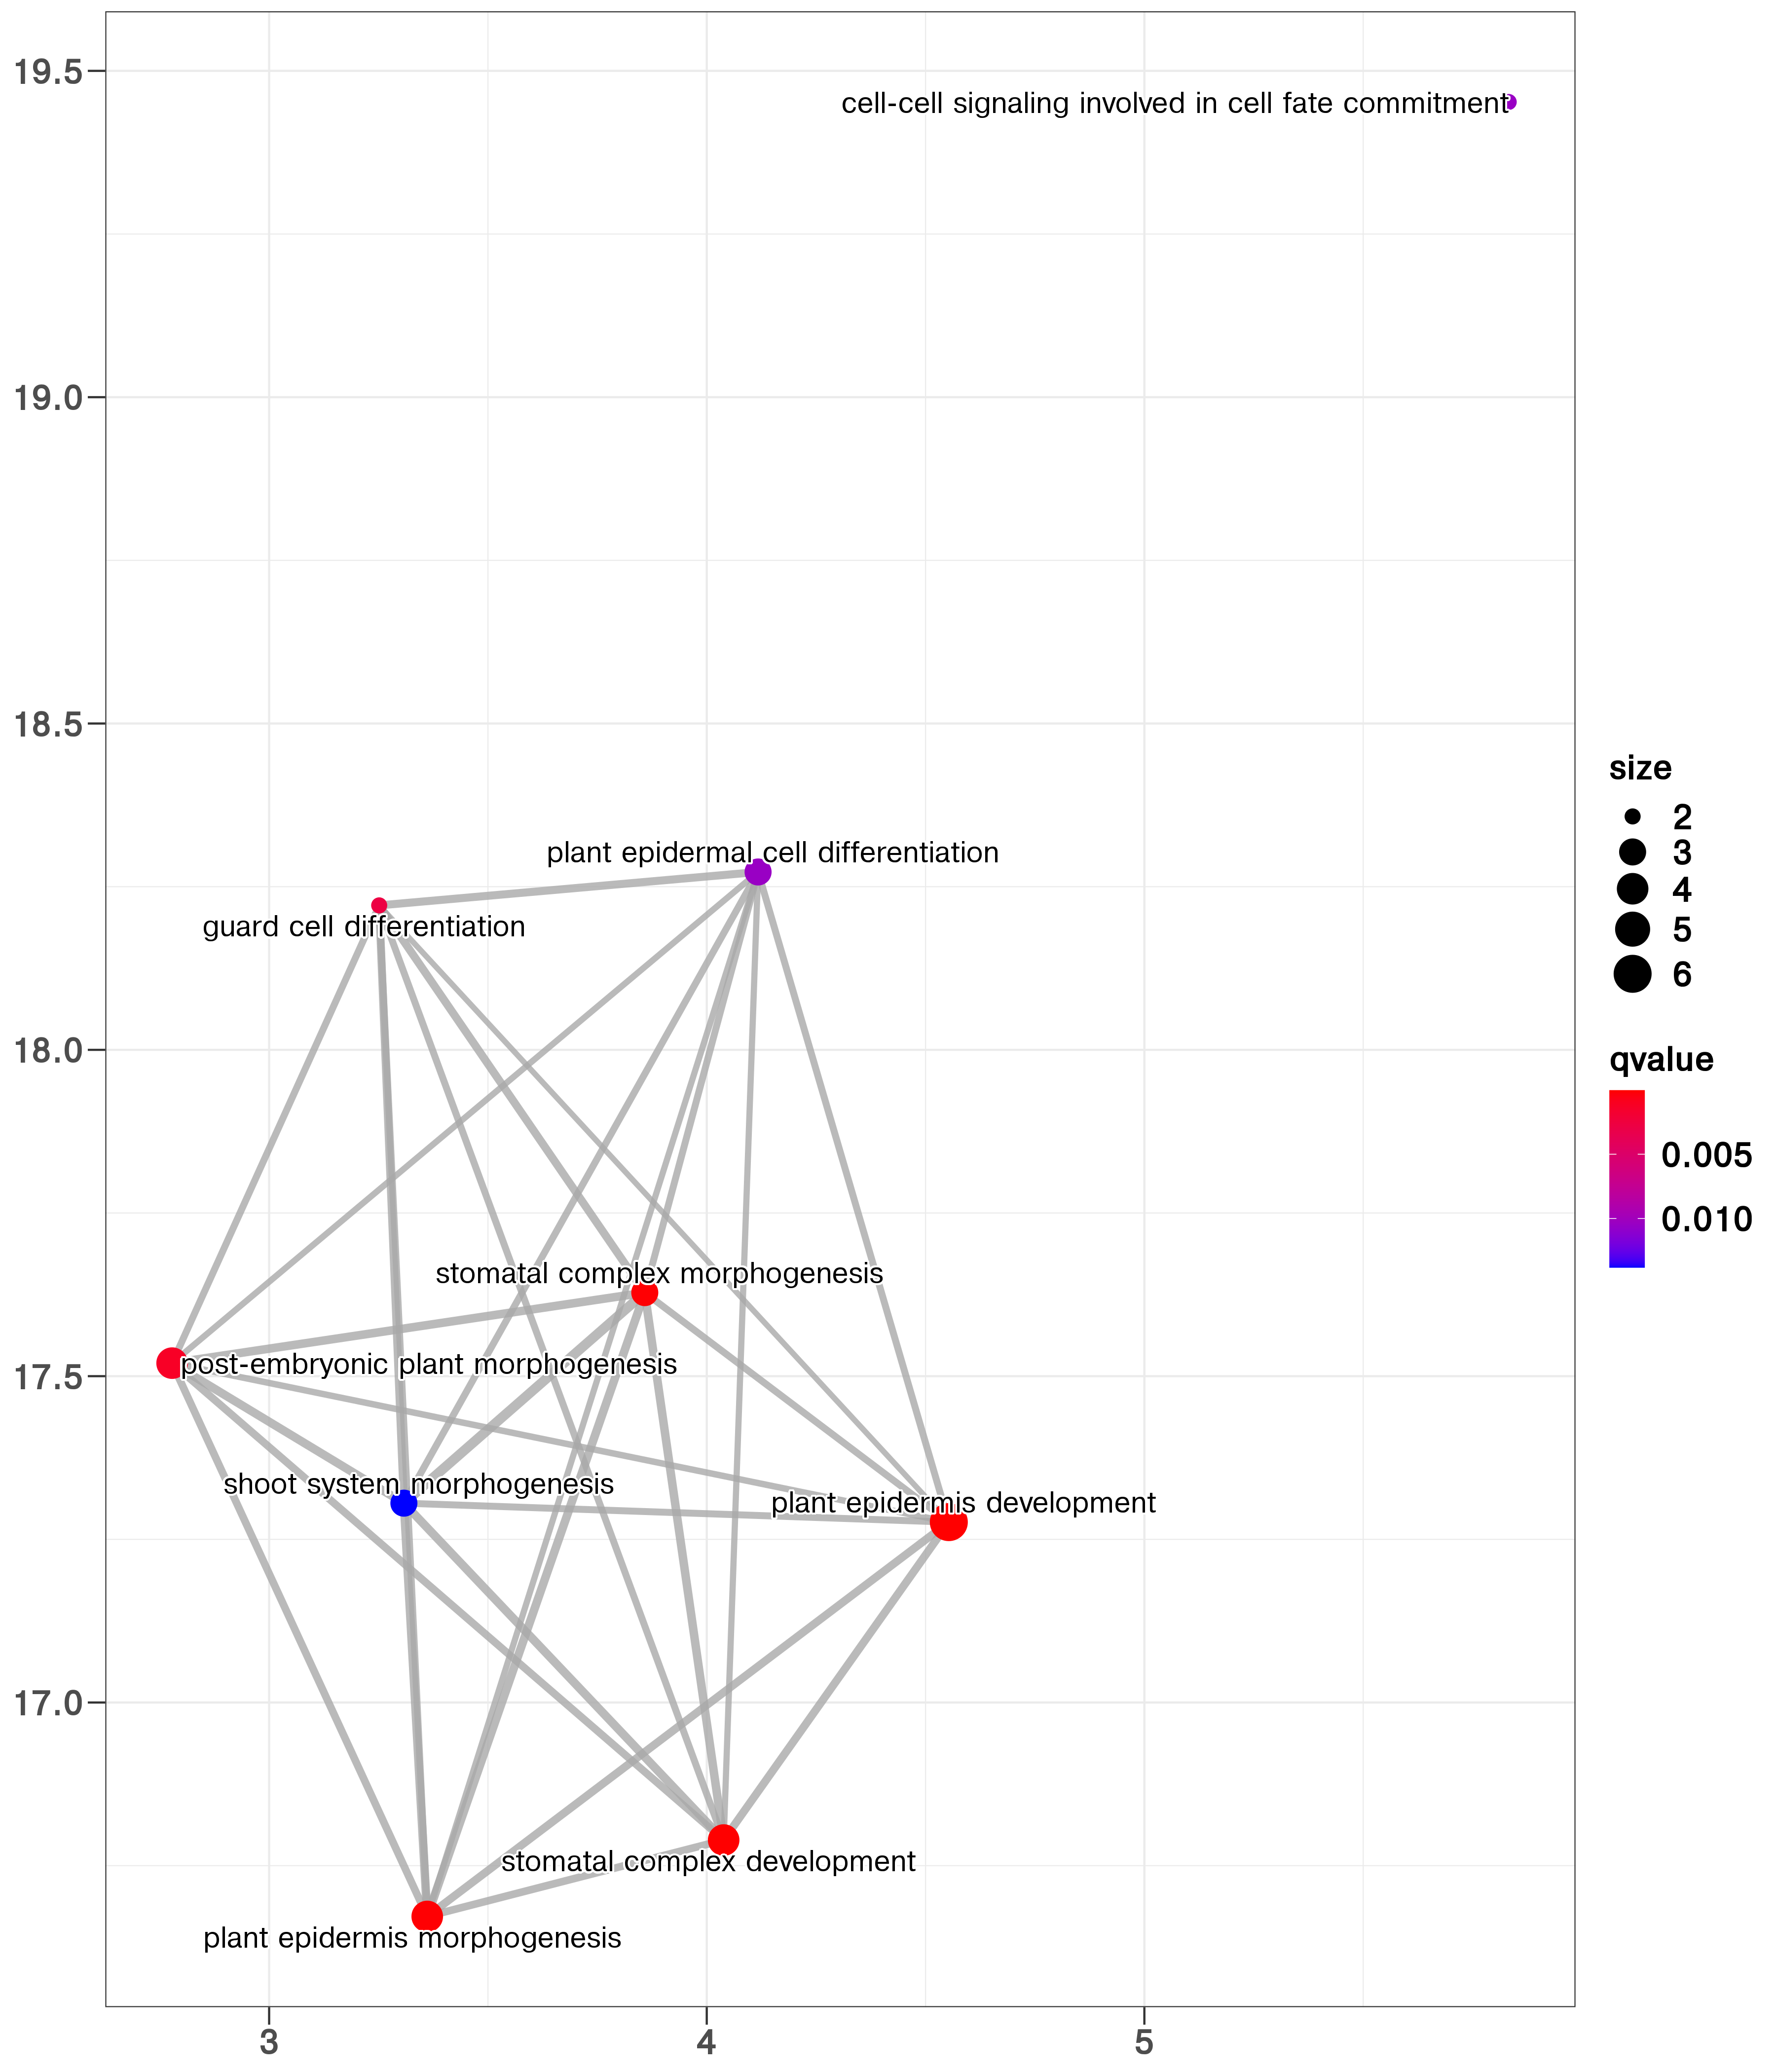 19.5
cell-cell signaling involved in cell fate commitment
19.0
18.5
plant epidermal cell differentiation
guard cell differentiation
18.0
stomatal complex morphogenesis
post-embryonic plant morphogenesis
17.5
shoot system morphogenesis
plant epidermis development
17.0
stomatal complex development
plant epidermis morphogenesis
3
4
5
size
2
3
4
5
6
qvalue
0.005
0.010